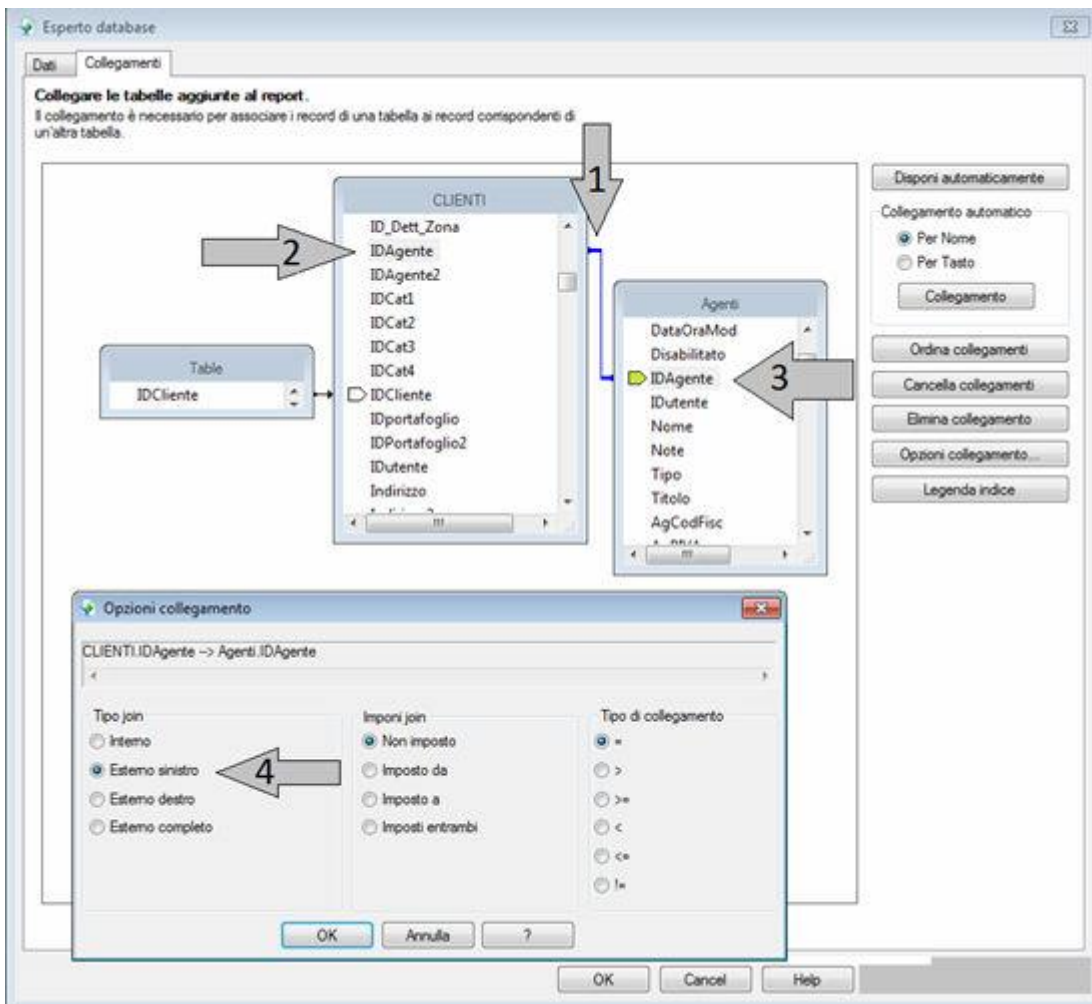 Esperto database
Dati
Collegamenti
Collegare le tabelle aggiunte al report.
Il collegamento è necessario per associare i record di una tabella ai record corrispondenti di
un'altra tabella.
1
CLIENTI
ID_Dett_Zona
IDAgente
IDAgente2
IDCat1
IDCat2
IDCat3
IDCat4
IDCliente
IDportafoglio
IDPortafoglio2
IDutente
Indirizzo
2
Table
IDCliente
Agenti
DataOraMod
Disabilitato
IDAgente
IDutente
Nome
Note
Tipo
Titolo
AgCodFisc
3
Disponi automaticamente
Collegamento automatico
Per Nome
Per Tasto
Collegamento
Ordina collegamenti
Cancella collegamenti
Elimina collegamento
Opzioni collegamento...
Legenda indice
Opzioni collegamento
CLIENTI.IDAgente --> Agenti.IDAgente
Tipo join
Interno
Esterno sinistro
Esterno destro
Esterno completo
4
Imponi join
Non imposto
Imposto da
Imposto a
Imposti entrambi
Tipo di collegamento
=
>
>=
<
<=
!=
OK
Annulla
?
OK
Cancel
Help